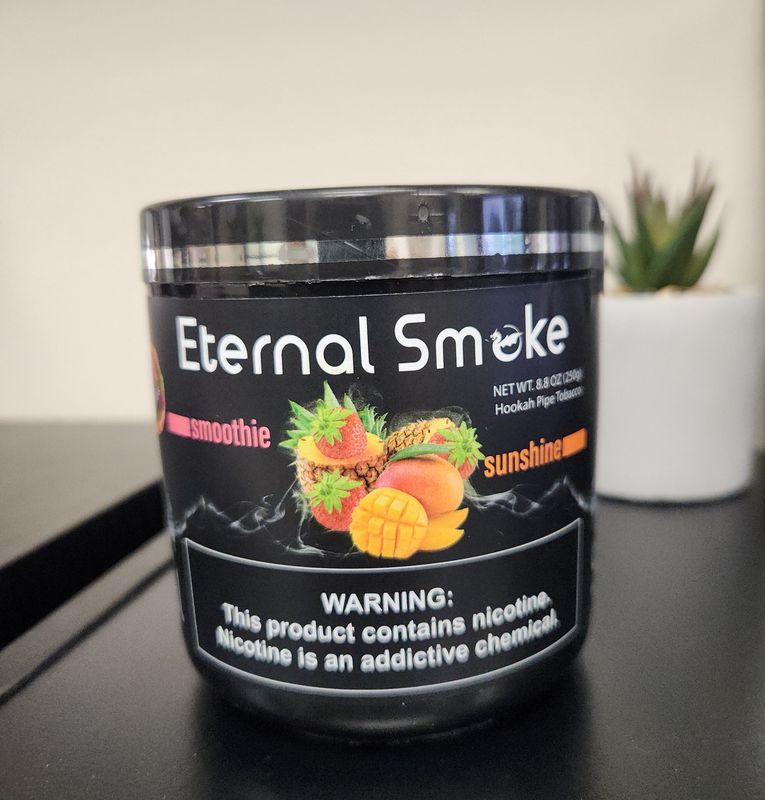 Eternal Smoke
NET WT. 8.8 OZ (250g)
Hookah Pipe Tobacco
smoothie
sunshine
WARNING:
This product contains nicotine.
Nicotine is an addictive chemical.